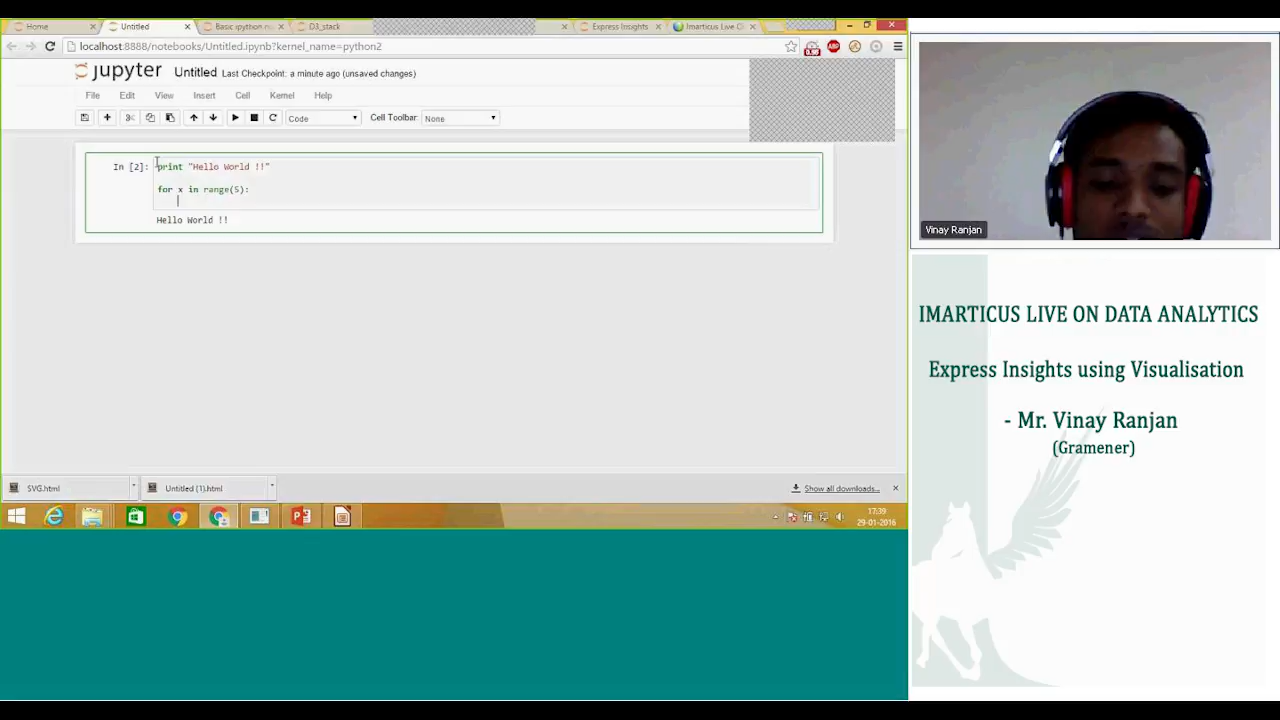 Home
Untitled
Basic ipython n
D3_stack
Express Insights
Imarticus Live C
localhost:8888/notebooks/Untitled.ipynb?kernel_name=python2
ABP
jupyter Untitled Last Checkpoint: a minute ago (unsaved changes)
File Edit View Insert Cell Kernel Help
Code
Cell Toolbar: None
In [2]: print "Hello World !!"
for x in range(5):
Hello World !!
SVG.html
Untitled (1).html
Show all downloads...
17:39
29-01-2016
Vinay Ranjan
IMARTICUS LIVE ON DATA ANALYTICS
Express Insights using Visualisation
- Mr. Vinay Ranjan
(Gramener)